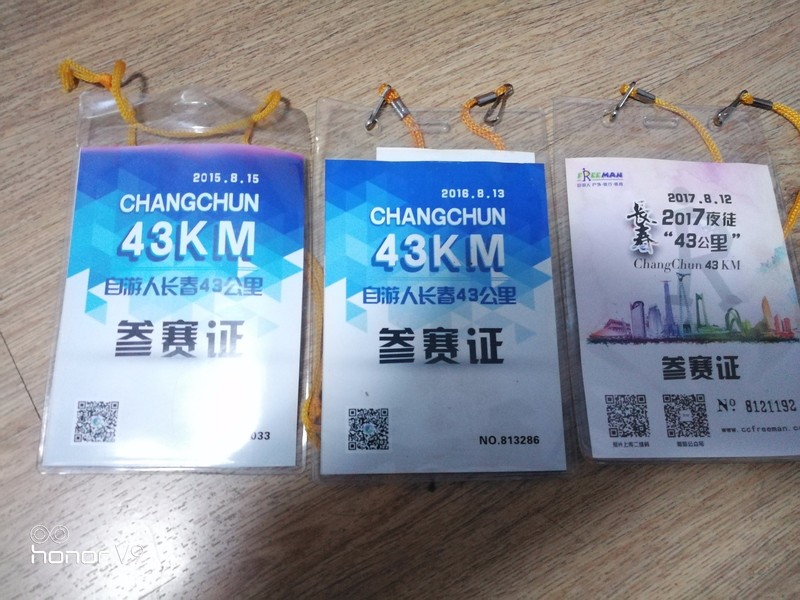 2015.8.15
CHANGCHUN
43KM
自游人长春43公里
参赛证
033
2016.8.13
CHANGCHUN
43KM
自游人长春43公里
参赛证
NO.813286
FREEMAN
2017.8.12
长春
2017夜徒
“43公里”
ChangChun 43 KM
参赛证
Nº 8121192
www.ccfreeman.c
honor V9